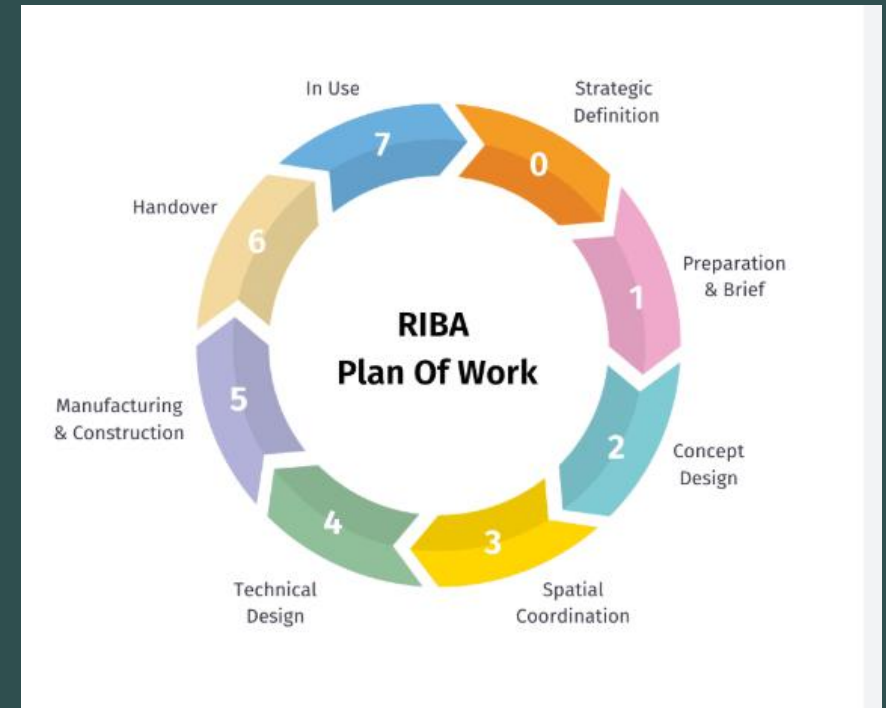 RIBA
Plan Of Work
0
Strategic
Definition
1
Preparation
& Brief
2
Concept
Design
3
Spatial
Coordination
4
Technical
Design
5
Manufacturing
& Construction
6
Handover
7
In Use